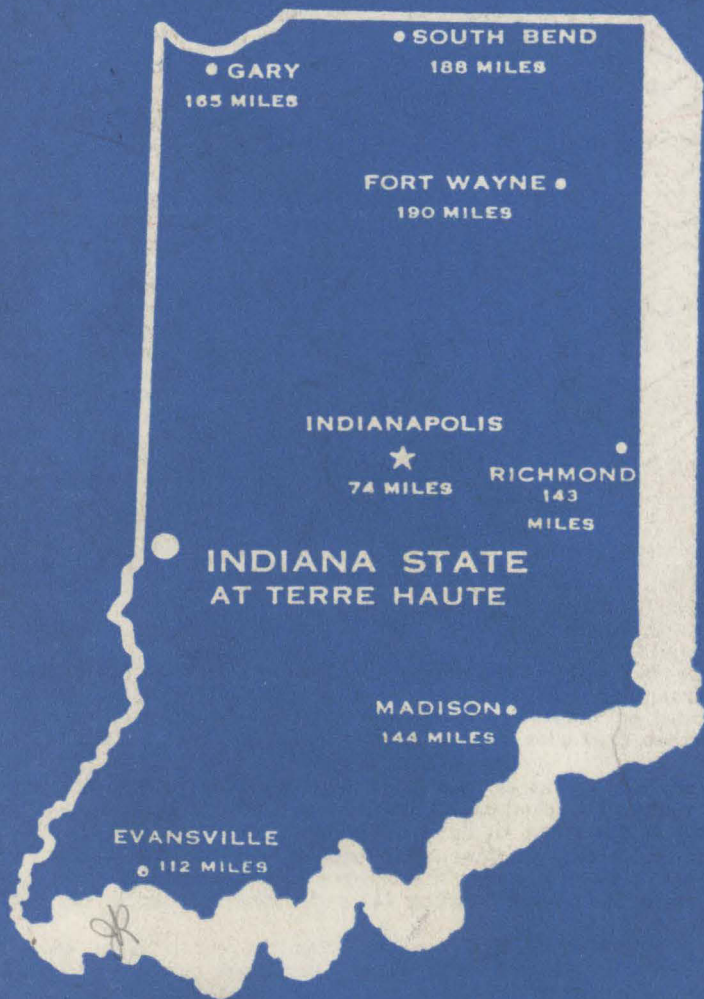 SOUTH BEND
188 MILES
GARY
165 MILES
FORT WAYNE
190 MILES
INDIANAPOLIS
74 MILES
RICHMOND
143
MILES
INDIANA STATE
AT TERRE HAUTE
MADISON
144 MILES
EVANSVILLE
112 MILES